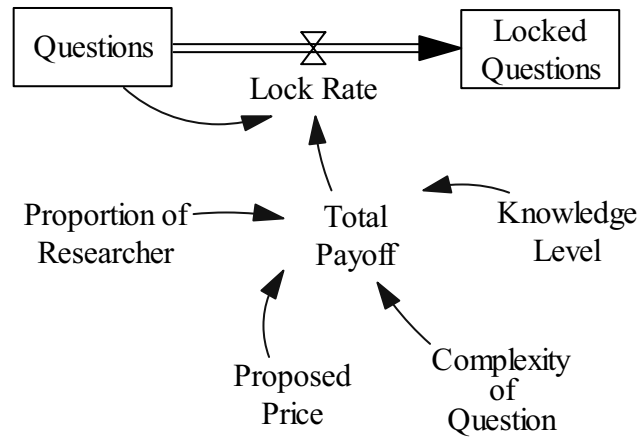 Questions
Locked
Questions
Lock Rate
Proportion of
Researcher
Total
Payoff
Knowledge
Level
Proposed
Price
Complexity
of
Question